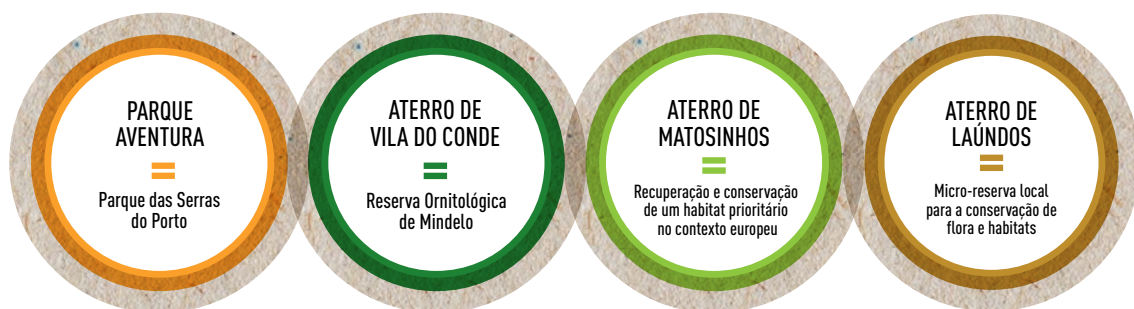 PARQUE
AVENTURA
=
Parque das Serras
do Porto
ATERRO DE
VILA DO CONDE
=
Reserva Ornitológica
de Mindelo
ATERRO DE
MATOSINHOS
=
Recuperação e conservação
de um habitat prioritário
no contexto europeu
ATERRO DE
LAÚNDOS
=
Micro-reserva local
para a conservação de
flora e habitats